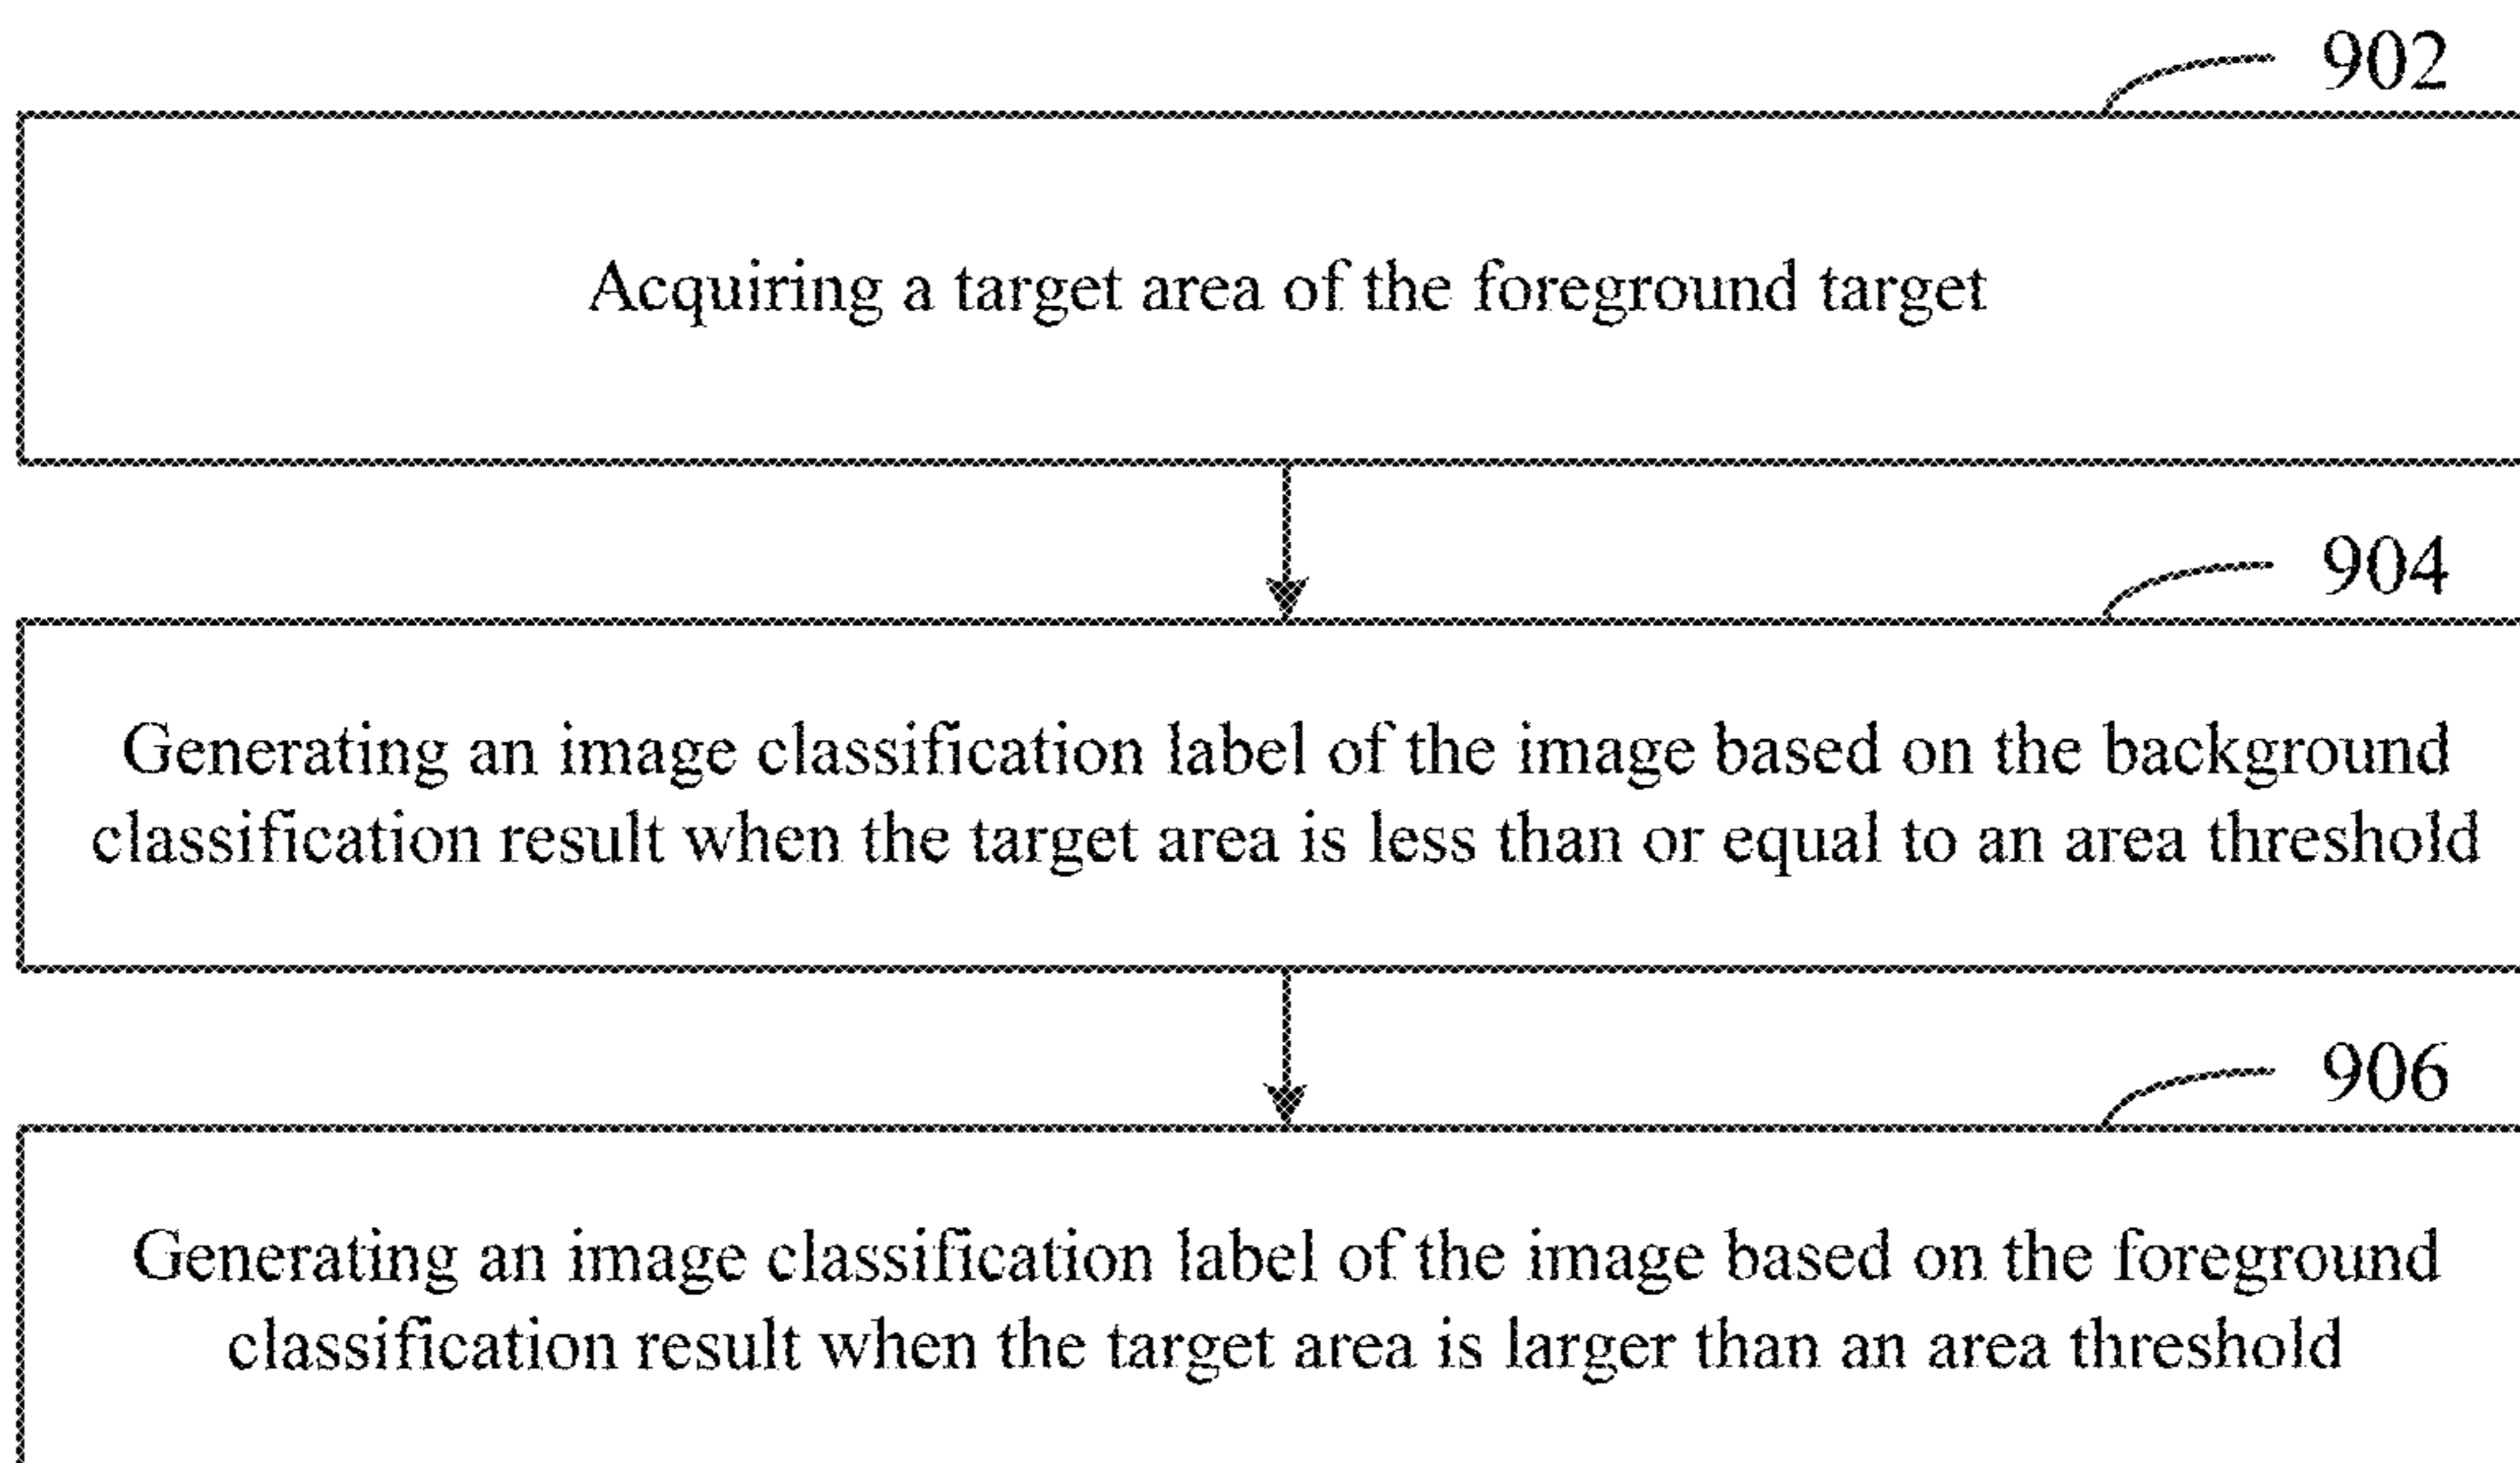 902
Acquiring a target area of the foreground target
904
Generating an image classification label of the image based on the background
classification result when the target area is less than or equal to an area threshold
906
Generating an image classification label of the image based on the foreground
classification result when the target area is larger than an area threshold